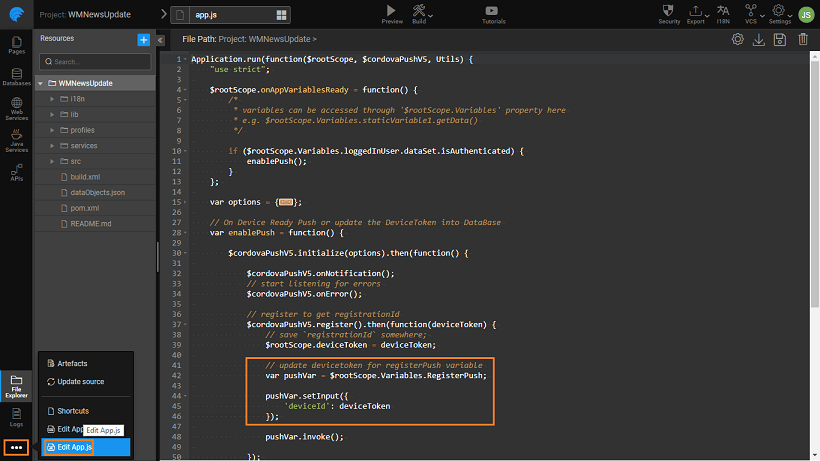 Project: WMNewsUpdate
app.js
Preview
Build
Tutorials
Security
Export
I18N
VCS
Settings
JS
Pages
Databases
Web
Services
Java
Services
APIs
File
Explorer
Logs
Resources
Search...
WMNewsUpdate
i18n
lib
profiles
services
src
build.xml
dataObjects.json
pom.xml
README.md
Artefacts
Update source
Shortcuts
Edit App
Edit App.js
Edit App.js
File Path: Project: WMNewsUpdate >
1 Application.run(function($rootScope, $cordovaPushV5, Utils) {
2 "use strict";
3
4 $rootScope.onAppVariablesReady = function() {
5 /*
6 * variables can be accessed through `$rootScope.Variables' property here
7 * e.g. $rootScope.Variables.staticVariable1.getData()
8 */
9
10 if ($rootScope.Variables.loggedInUser.dataSet.isAuthenticated) {
11 enablePush();
12 }
13 };
14
15 var options = {};
26
27 // On Device Ready Push or update the DeviceToken into DataBase
28 var enablePush = function() {
29
30 $cordovaPushV5.initialize(options).then(function() {
31
32 $cordovaPushV5.onNotification();
33 // start listening for errors
34 $cordovaPushV5.onError();
35
36 // register to get registrationId
37 $cordovaPushV5.register().then(function(deviceToken) {
38 // save `registrationId` somewhere;
39 $rootScope.deviceToken = deviceToken;
40
41 // update devicetoken for registerPush variable
42 var pushVar = $rootScope.Variables.RegisterPush;
43
44 pushVar.setInput({
45 'deviceId': deviceToken
46 });
47
48 pushVar.invoke();
49
50 });